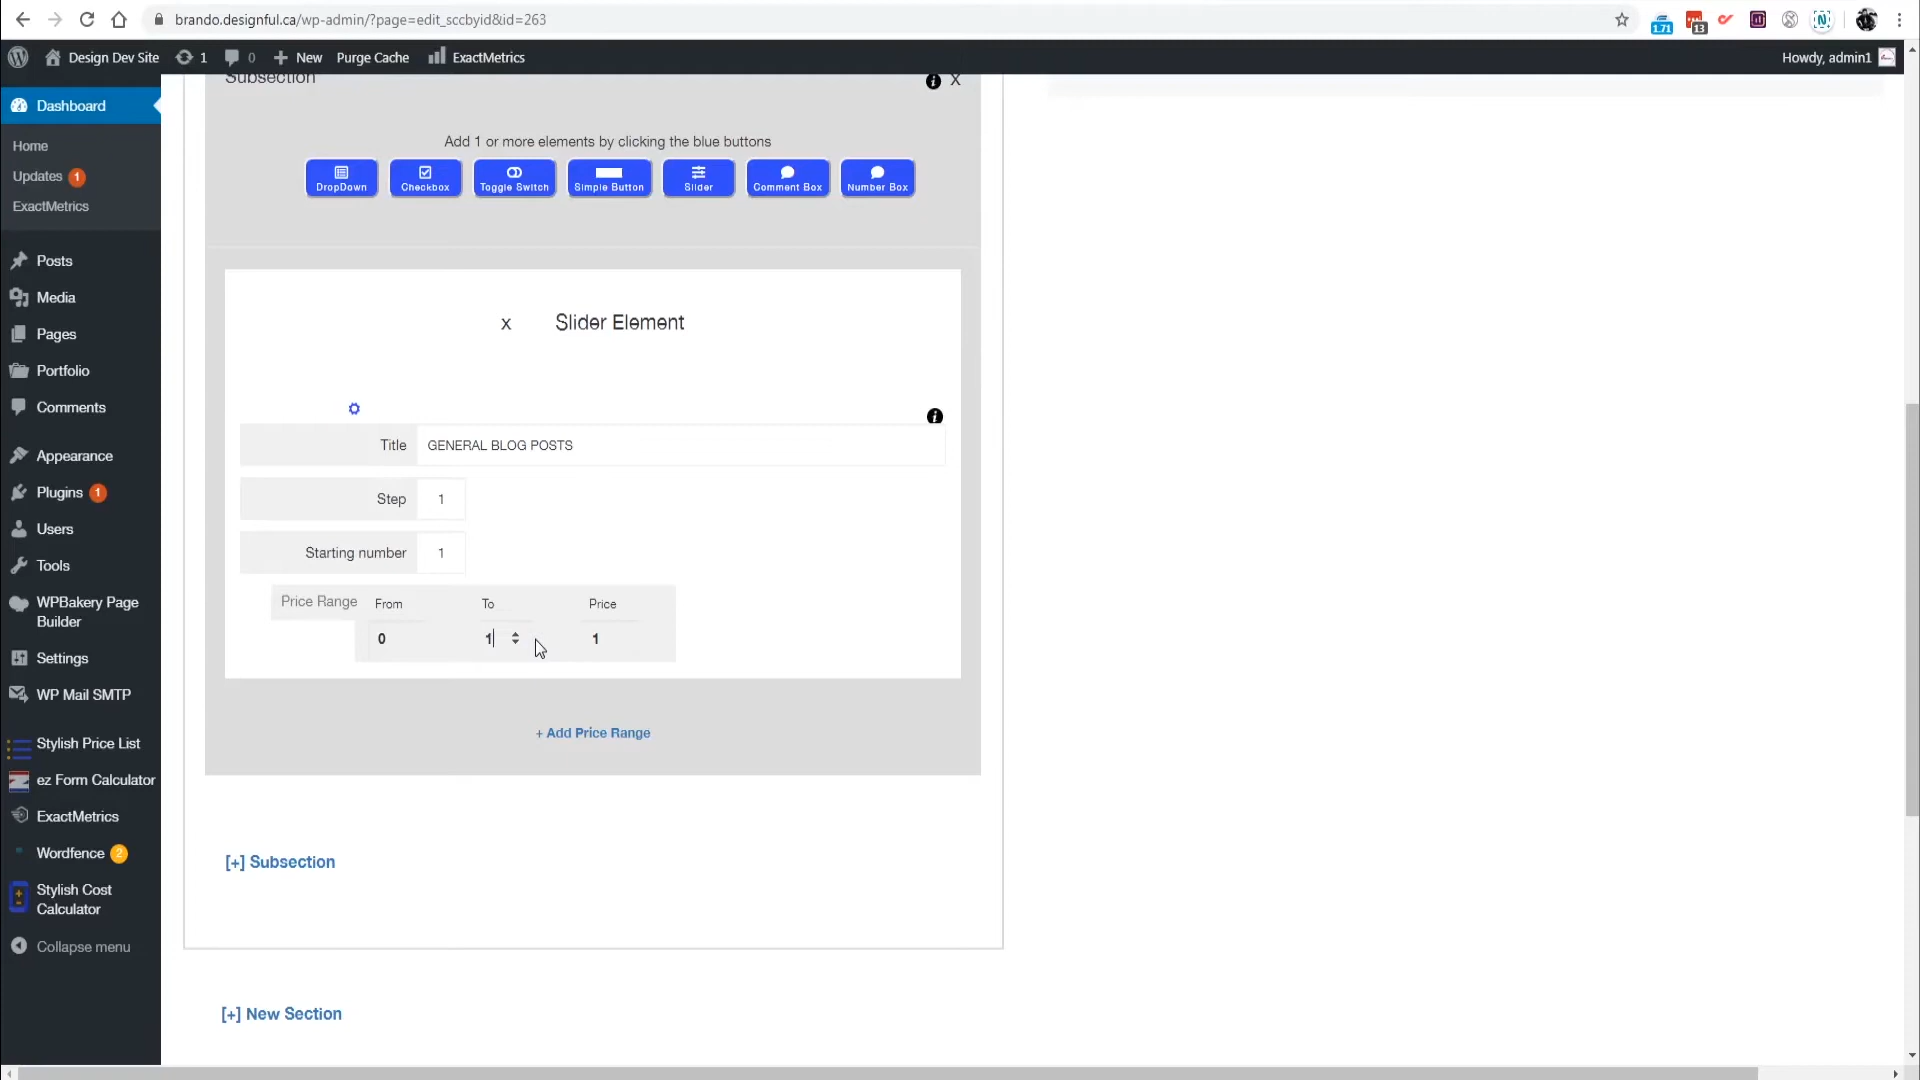 brando.designful.ca/wp-admin/?page=edit_sccbyid&id=263
171
13
Design Dev Site
1
0
New
Purge Cache
ExactMetrics
Howdy, admin1
Dashboard
Home
Updates 1
ExactMetrics
Posts
Media
Pages
Portfolio
Comments
Appearance
Plugins 1
Users
Tools
WPBakery Page
Builder
Settings
WP Mail SMTP
Stylish Price List
ez Form Calculator
ExactMetrics
Wordfence 2
Stylish Cost
Calculator
Collapse menu
Subsection
X
Add 1 or more elements by clicking the blue buttons
DropDown
Checkbox
Toggle Switch
Simple Button
Slider
Comment Box
Number Box
x Slider Element
Title GENERAL BLOG POSTS
Step 1
Starting number 1
Price Range From To Price
0 1 1
+ Add Price Range
[+] Subsection
[+] New Section